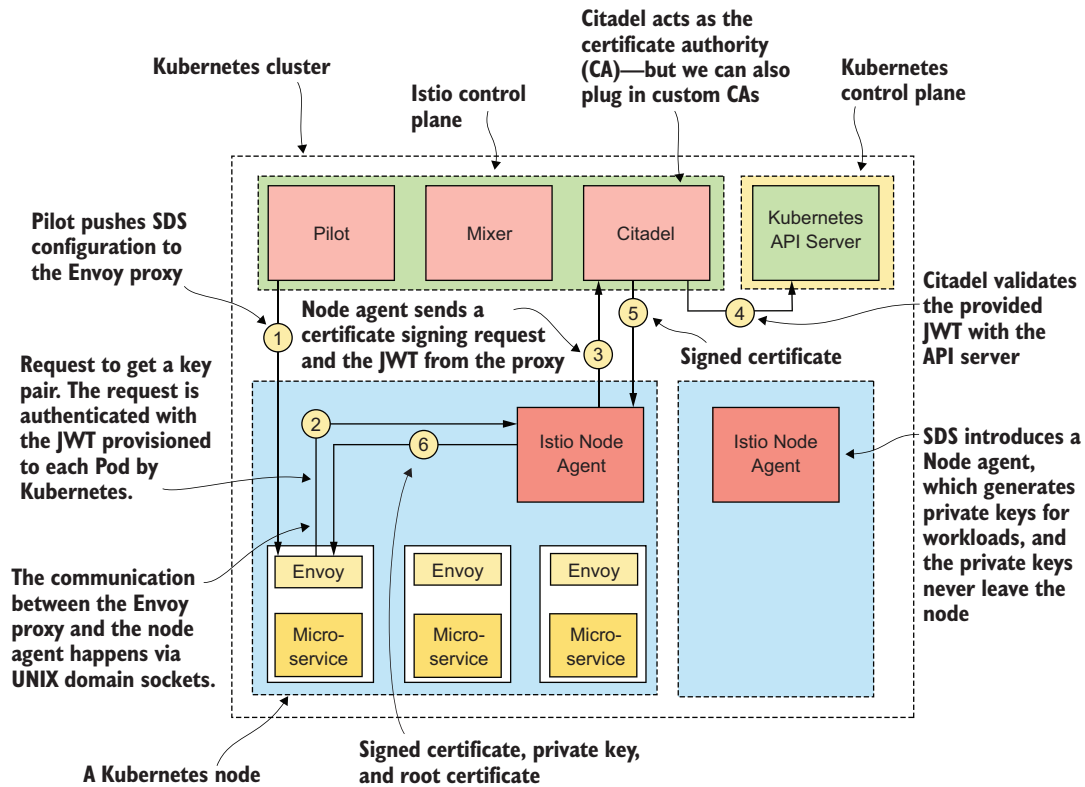 Citadel acts as the
certificate authority
(CA)—but we can also
plug in custom CAs
Kubernetes cluster
Istio control
plane
Kubernetes
control plane
Pilot
Mixer
Citadel
Kubernetes
API Server
Pilot pushes SDS
configuration to
the Envoy proxy
1
Node agent sends a
certificate signing request
and the JWT from the proxy
3
5
Signed certificate
4
Citadel validates
the provided
JWT with the
API server
Request to get a key
pair. The request is
authenticated with
the JWT provisioned
to each Pod by
Kubernetes.
2
6
Istio Node
Agent
Istio Node
Agent
SDS introduces a
Node agent,
which generates
private keys for
workloads, and
the private keys
never leave the
node
The communication
between the Envoy
proxy and the node
agent happens via
UNIX domain sockets.
Envoy
Micro-
service
Envoy
Micro-
service
Envoy
Micro-
service
A Kubernetes node
Signed certificate, private key,
and root certificate